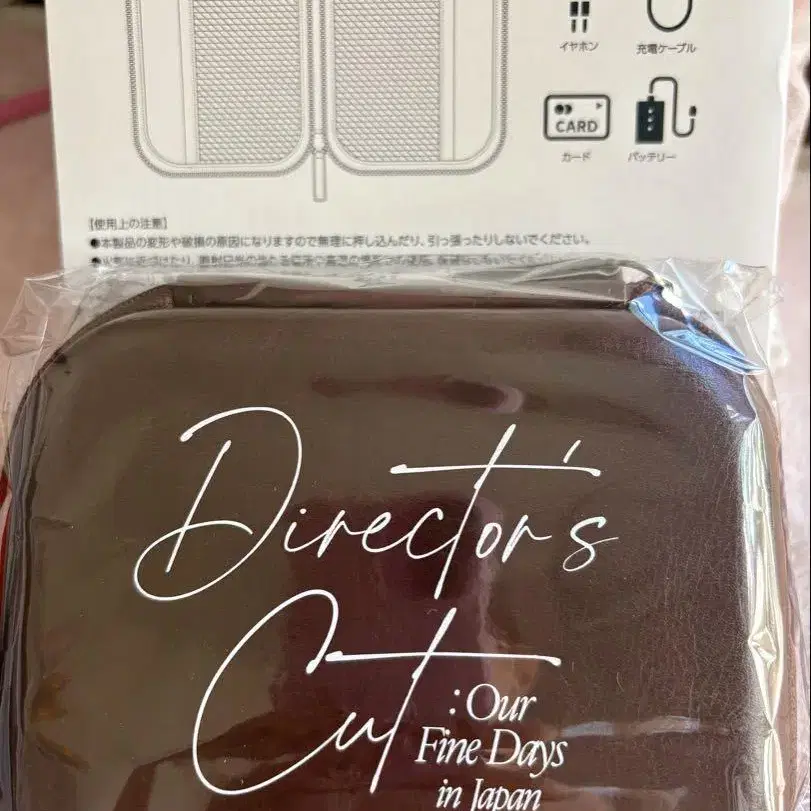 イヤホン
充電ケーブル
CARD
カード
バッテリー
【使用上の注意】
●本製品の変形や破損の原因になりますので無理に押し込んだり、引っ張ったりしないでください。
Director's
Cut
: Our
Fine Days
in Japan